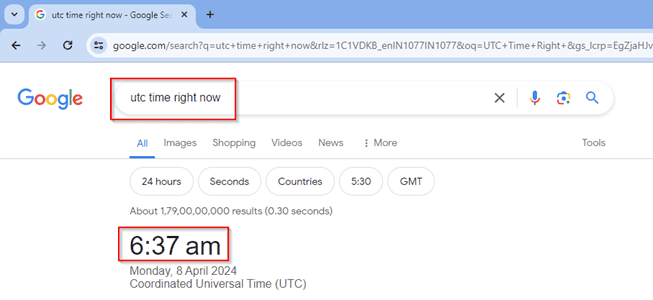 utc time right now - Google Sea
google.com/search?q=utc+time+right+now&rlz=1C1VDKB_enIN1077IN1077&oq=UTC+Time+Right+&gs_lcrp=EgZjaHJv
Google
utc time right now
All Images Shopping Videos News More Tools
24 hours Seconds Countries 5:30 GMT
About 1,79,00,00,000 results (0.30 seconds)
6:37 am
Monday, 8 April 2024
Coordinated Universal Time (UTC)